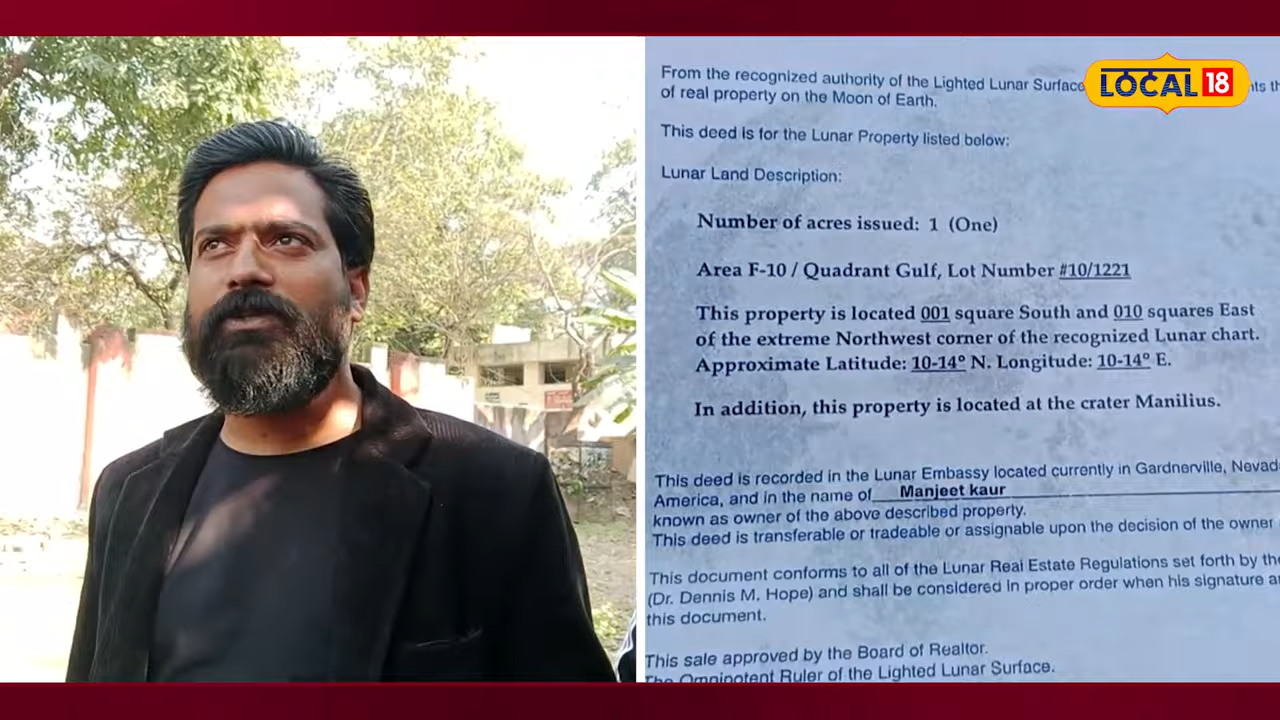 LOCAL 18
From the recognized authority of the Lighted Lunar Surface
of real property on the Moon of Earth.
This deed is for the Lunar Property listed below:
Lunar Land Description:
Number of acres issued: 1 (One)
Area F-10 / Quadrant Gulf, Lot Number #10/1221
This property is located 001 square South and 010 squares East
of the extreme Northwest corner of the recognized Lunar chart.
Approximate Latitude: 10-14º N. Longitude: 10-14º E.
In addition, this property is located at the crater Manilius.
This deed is recorded in the Lunar Embassy located currently in Gardnerville,
America, and in the name of Manjeet kaur
known as owner of the above described property.
This deed is transferable or tradeable or assignable upon the decision of the owner
This document conforms to all of the Lunar Real Estate Regulations set forth by the
(Dr. Dennis M. Hope) and shall be considered in proper order when his signature
this document.
This sale approved by the Board of Realtor.
The Omnipotent Ruler of the Lighted Lunar Surface.